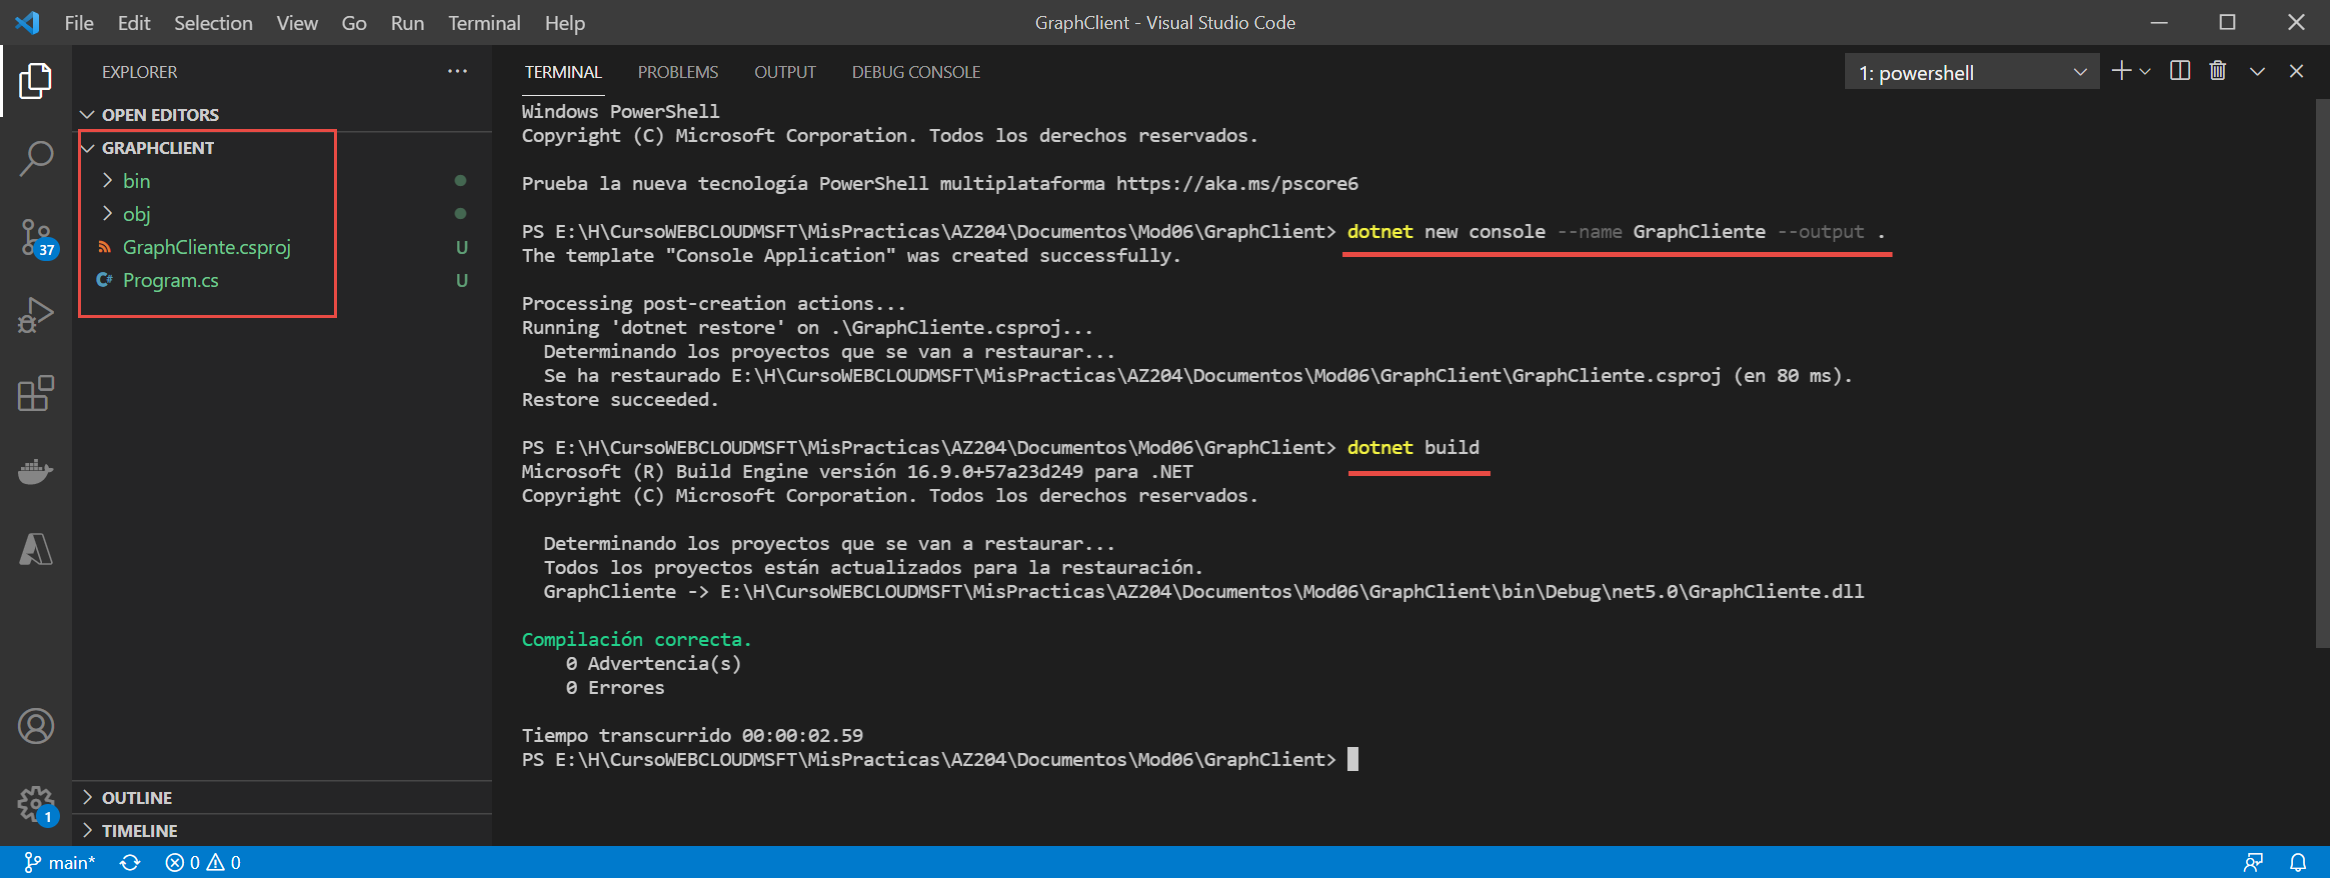 File Edit Selection View Go Run Terminal Help
GraphClient - Visual Studio Code
EXPLORER
OPEN EDITORS
GRAPHCLIENT
bin
obj
GraphCliente.csproj U
Program.cs U
37
1
OUTLINE
TIMELINE
TERMINAL PROBLEMS OUTPUT DEBUG CONSOLE
1: powershell
Windows PowerShell
Copyright (C) Microsoft Corporation. Todos los derechos reservados.
Prueba la nueva tecnología PowerShell multiplataforma https://aka.ms/pscore6
PS E:\H\CursoWEBCLOUDMSFT\MisPracticas\AZ204\Documentos\Mod06\GraphClient> dotnet new console --name GraphCliente --output .
The template "Console Application" was created successfully.
Processing post-creation actions...
Running 'dotnet restore' on .\GraphCliente.csproj...
Determinando los proyectos que se van a restaurar...
Se ha restaurado E:\H\CursoWEBCLOUDMSFT\MisPracticas\AZ204\Documentos\Mod06\GraphClient\GraphCliente.csproj (en 80 ms).
Restore succeeded.
PS E:\H\CursoWEBCLOUDMSFT\MisPracticas\AZ204\Documentos\Mod06\GraphClient> dotnet build
Microsoft (R) Build Engine versión 16.9.0+57a23d249 para .NET
Copyright (C) Microsoft Corporation. Todos los derechos reservados.
Determinando los proyectos que se van a restaurar...
Todos los proyectos están actualizados para la restauración.
GraphCliente -> E:\H\CursoWEBCLOUDMSFT\MisPracticas\AZ204\Documentos\Mod06\GraphClient\bin\Debug\net5.0\GraphCliente.dll
Compilación correcta.
0 Advertencia(s)
0 Errores
Tiempo transcurrido 00:00:02.59
PS E:\H\CursoWEBCLOUDMSFT\MisPracticas\AZ204\Documentos\Mod06\GraphClient>
main* 0 0